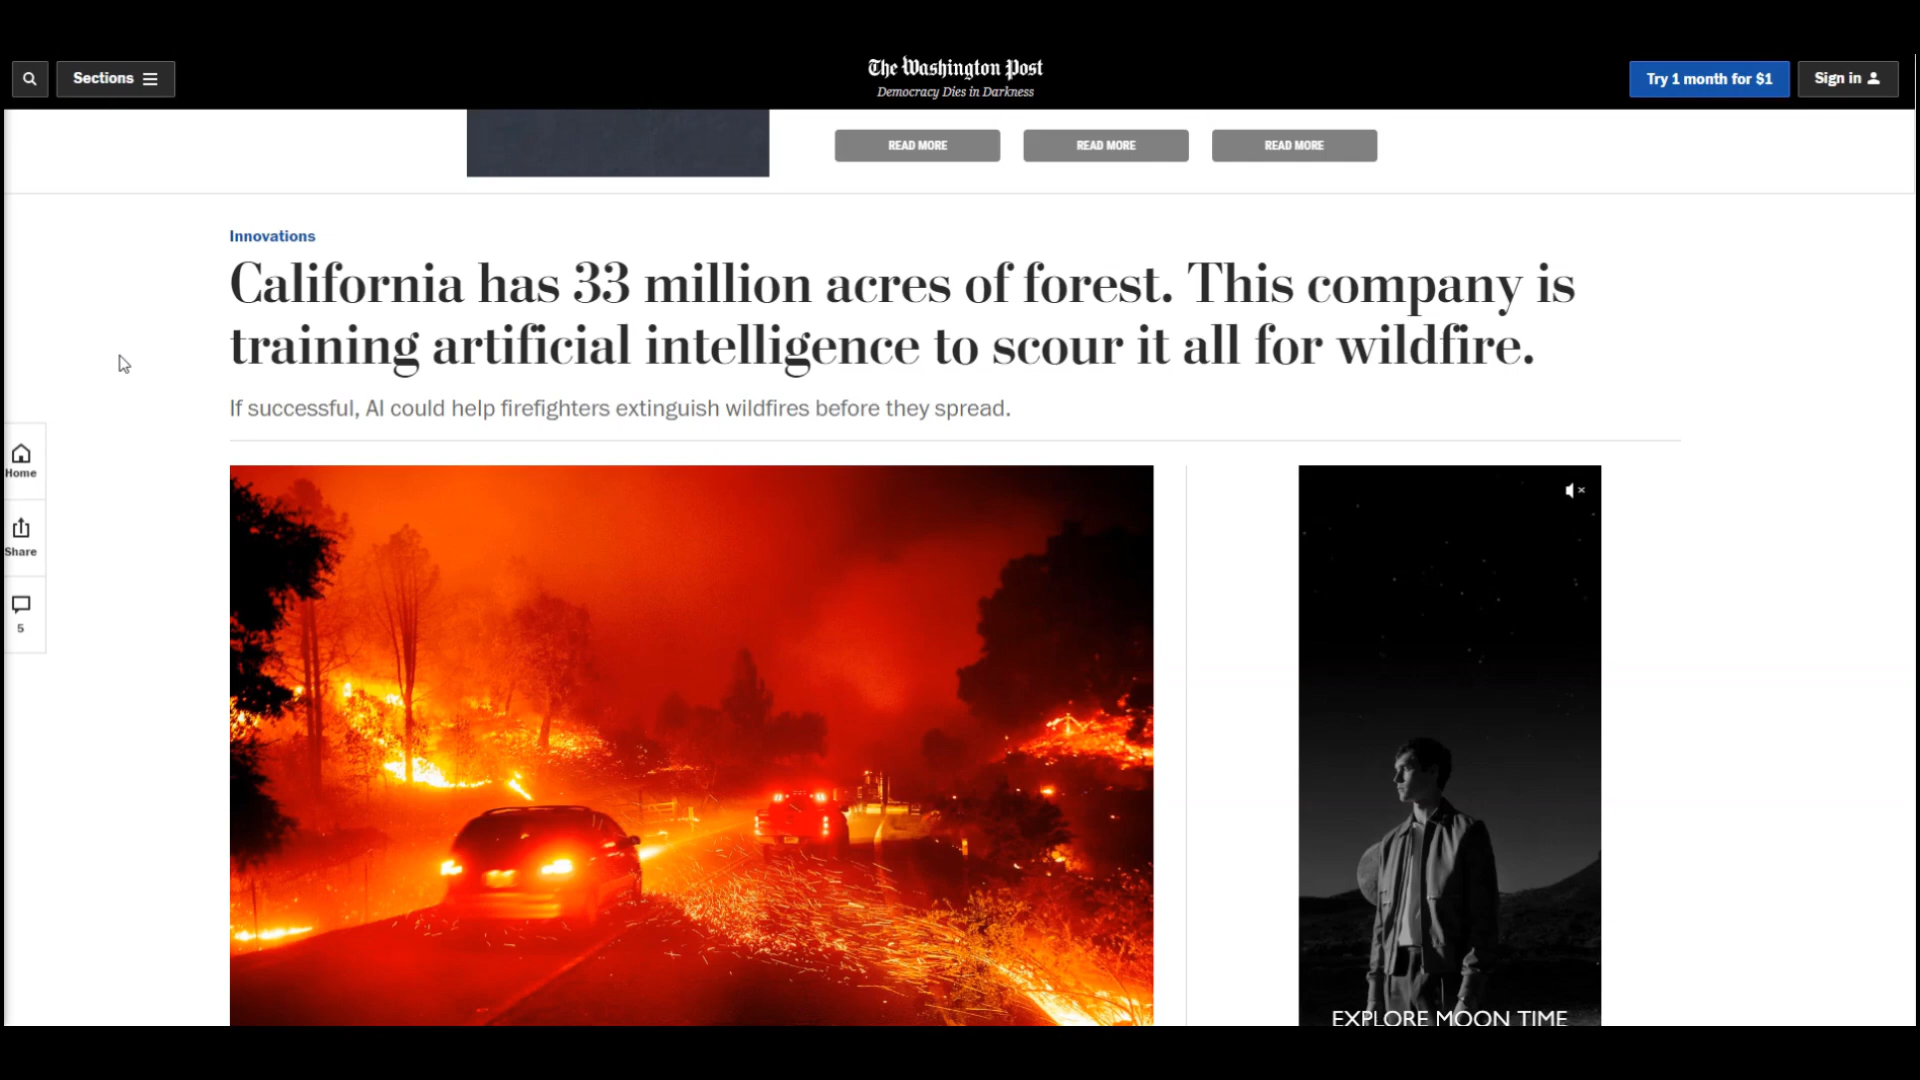 Sections
The Washington Post
Democracy Dies in Darkness
Try 1 month for $1
Sign in
READ MORE
READ MORE
READ MORE
Innovations
California has 33 million acres of forest. This company is
training artificial intelligence to scour it all for wildfire.
If successful, AI could help firefighters extinguish wildfires before they spread.
Home
Share
5
EXPLORE MOON TIME